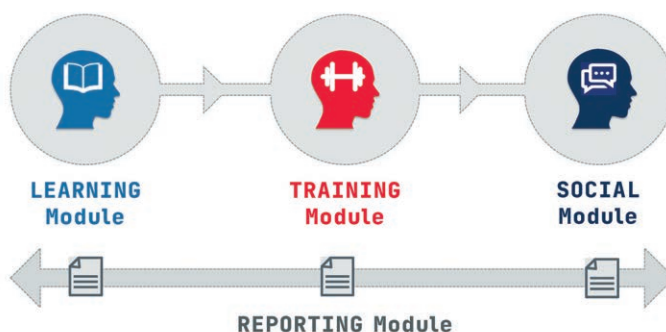 LEARNING
Module
TRAINING
Module
SOCIAL
Module
REPORTING Module